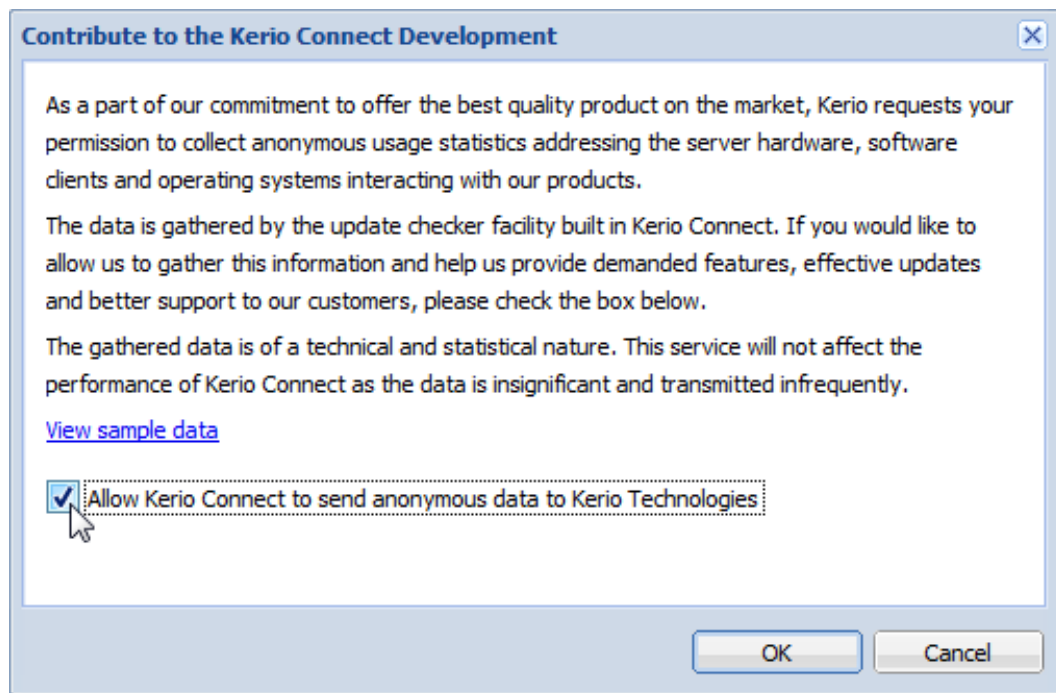 Contribute to the Kerio Connect Development
As a part of our commitment to offer the best quality product on the market, Kerio requests your
permission to collect anonymous usage statistics addressing the server hardware, software
clients and operating systems interacting with our products.
The data is gathered by the update checker facility built in Kerio Connect. If you would like to
allow us to gather this information and help us provide demanded features, effective updates
and better support to our customers, please check the box below.
The gathered data is of a technical and statistical nature. This service will not affect the
performance of Kerio Connect as the data is insignificant and transmitted infrequently.
View sample data
Allow Kerio Connect to send anonymous data to Kerio Technologies
OK
Cancel